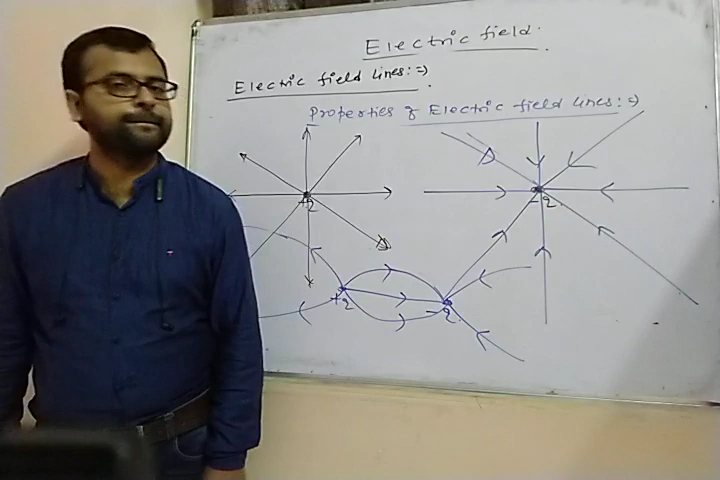 Electric field.
Electric field lines:⇒
Properties of Electric field lines:⇒
+q
-q
+q
-q